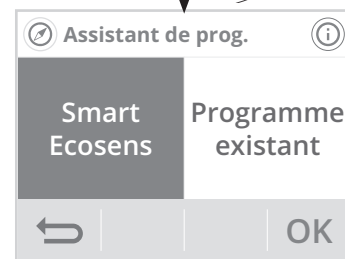 Assistant de prog.
Smart
Ecosens
Programme
existant
OK